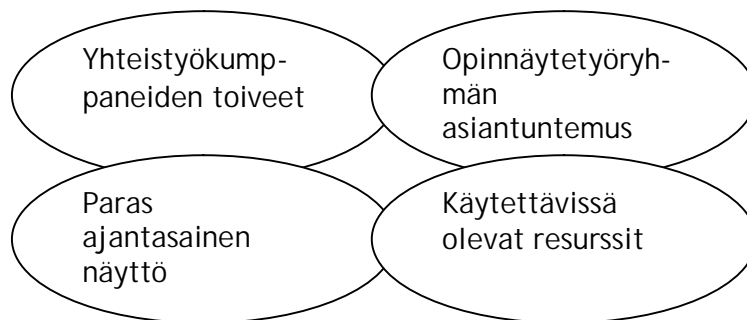 Yhteistyökump-
paneiden toiveet
Opinnäytetyöryh-
män
asiantuntemus
Paras
ajantasainen
näyttö
Käytettävissä
olevat resurssit